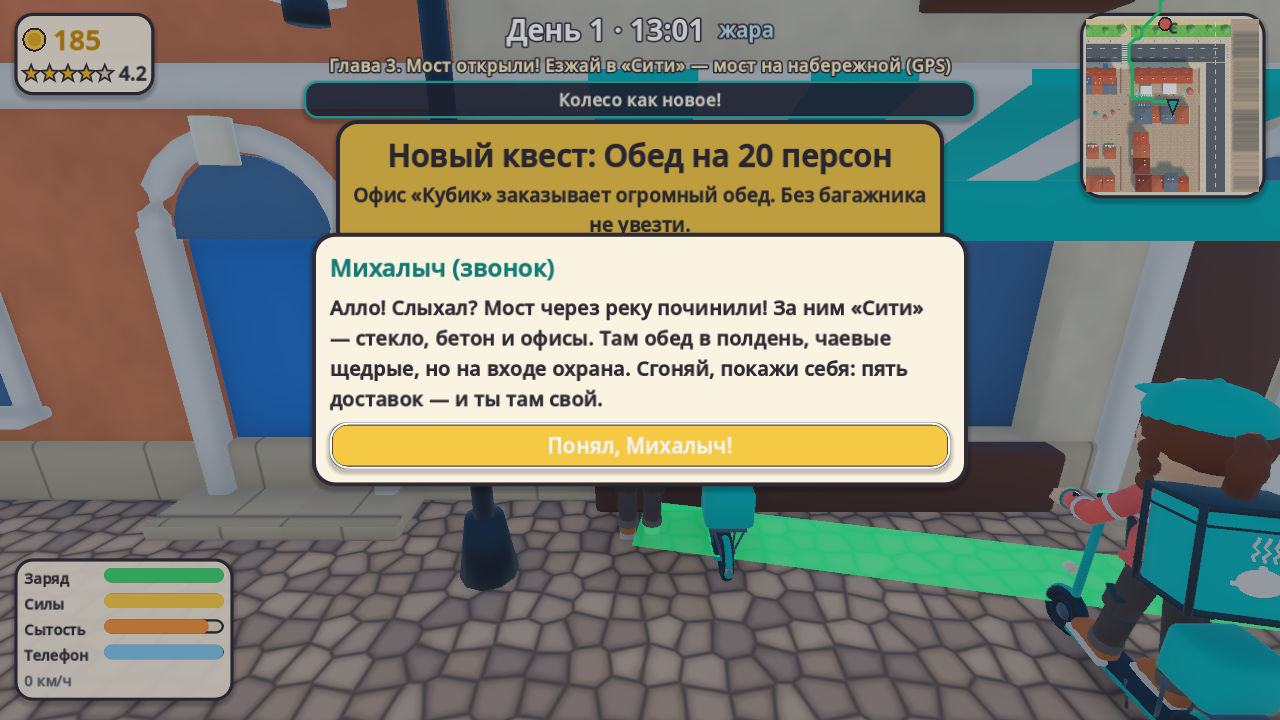 185
4.2
День 1 · 13:01 жара
Глава 3. Мост открыли! Езжай в «Сити» — мост на набережной (GPS)
Колесо как новое!
Новый квест: Обед на 20 персон
Офис «Кубик» заказывает огромный обед. Без багажника
не увезти.
Михалыч (звонок)
Алло! Слыхал? Мост через реку починили! За ним «Сити»
— стекло, бетон и офисы. Там обед в полдень, чаевые
щедрые, но на входе охрана. Сгоняй, покажи себя: пять
доставок — и ты там свой.
Понял, Михалыч!
Заряд
Силы
Сытость
Телефон
0 км/ч